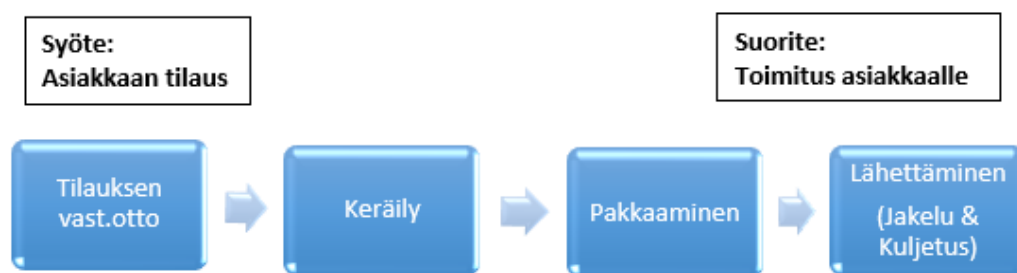 Syöte:
Asiakkaan tilaus
Suorite:
Toimitus asiakkaalle
Tilauksen
vast.otto
Keräily
Pakkaaminen
Lähettäminen
(Jakelu &
Kuljetus)